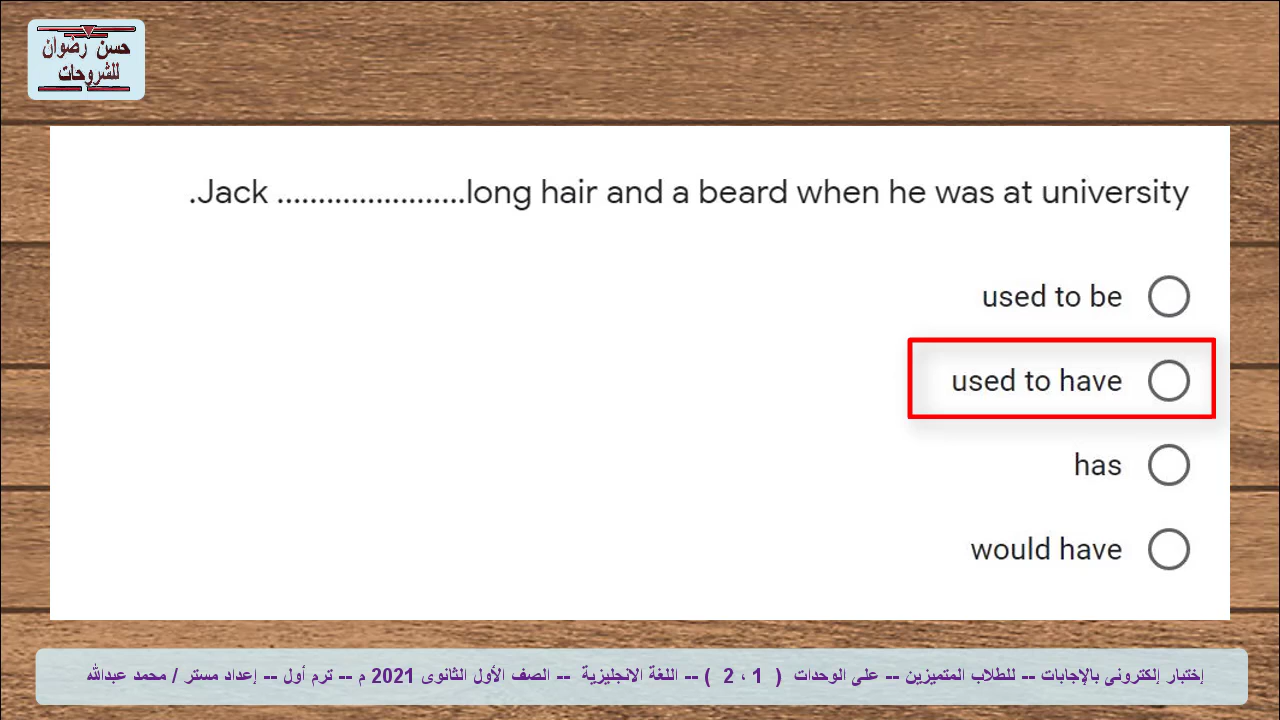 حسن رضوان
للشروحات
.Jack .......................long hair and a beard when he was at university
used to be
used to have
has
would have
إختبار إلكترونى بالإجابات -- للطلاب المتميزين -- على الوحدات ( 1 ، 2 ) -- اللغة الانجليزية -- الصف الأول الثانوى 2021 م -- ترم أول -- إعداد مستر / محمد عبدالله